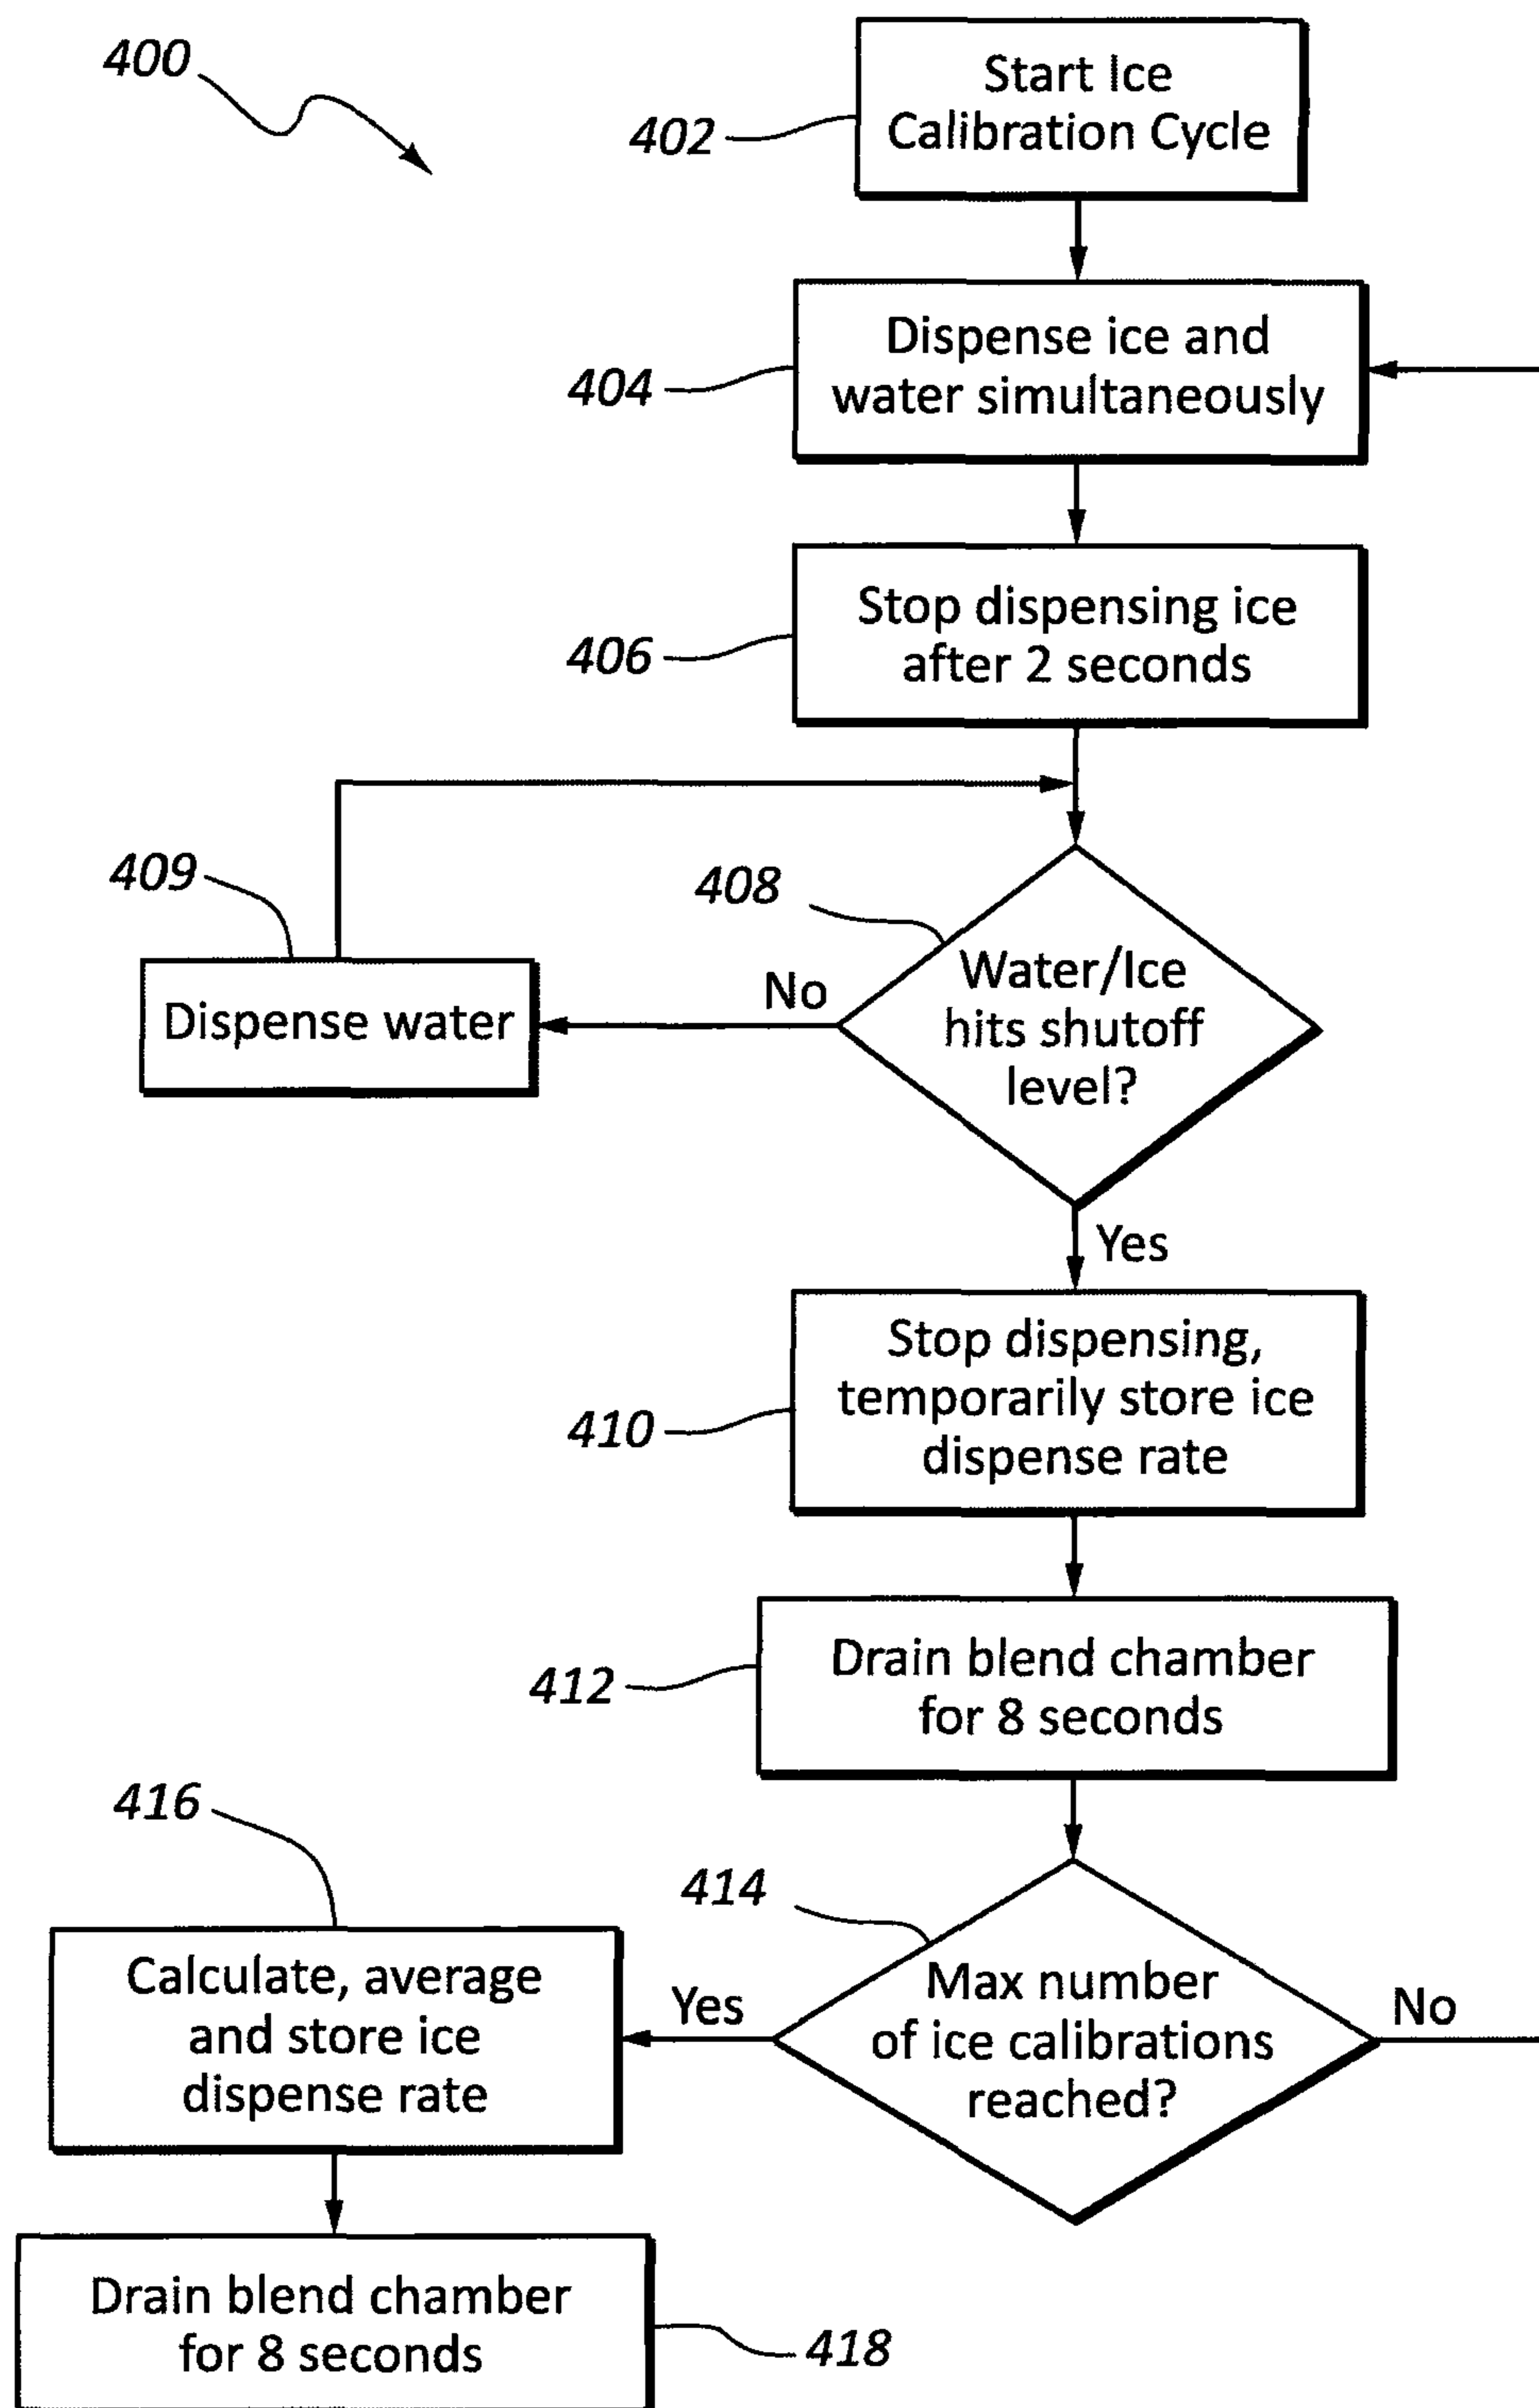 400
Start Ice
Calibration Cycle
402
Dispense ice and
water simultaneously
404
Stop dispensing ice
after 2 seconds
406
409
408
Dispense water
No
Water/Ice
hits shutoff
level?
Yes
Stop dispensing,
temporarily store ice
dispense rate
410
Drain blend chamber
for 8 seconds
412
416
414
Calculate, average
and store ice
dispense rate
Yes
Max number
of ice calibrations
reached?
No
Drain blend chamber
for 8 seconds
418